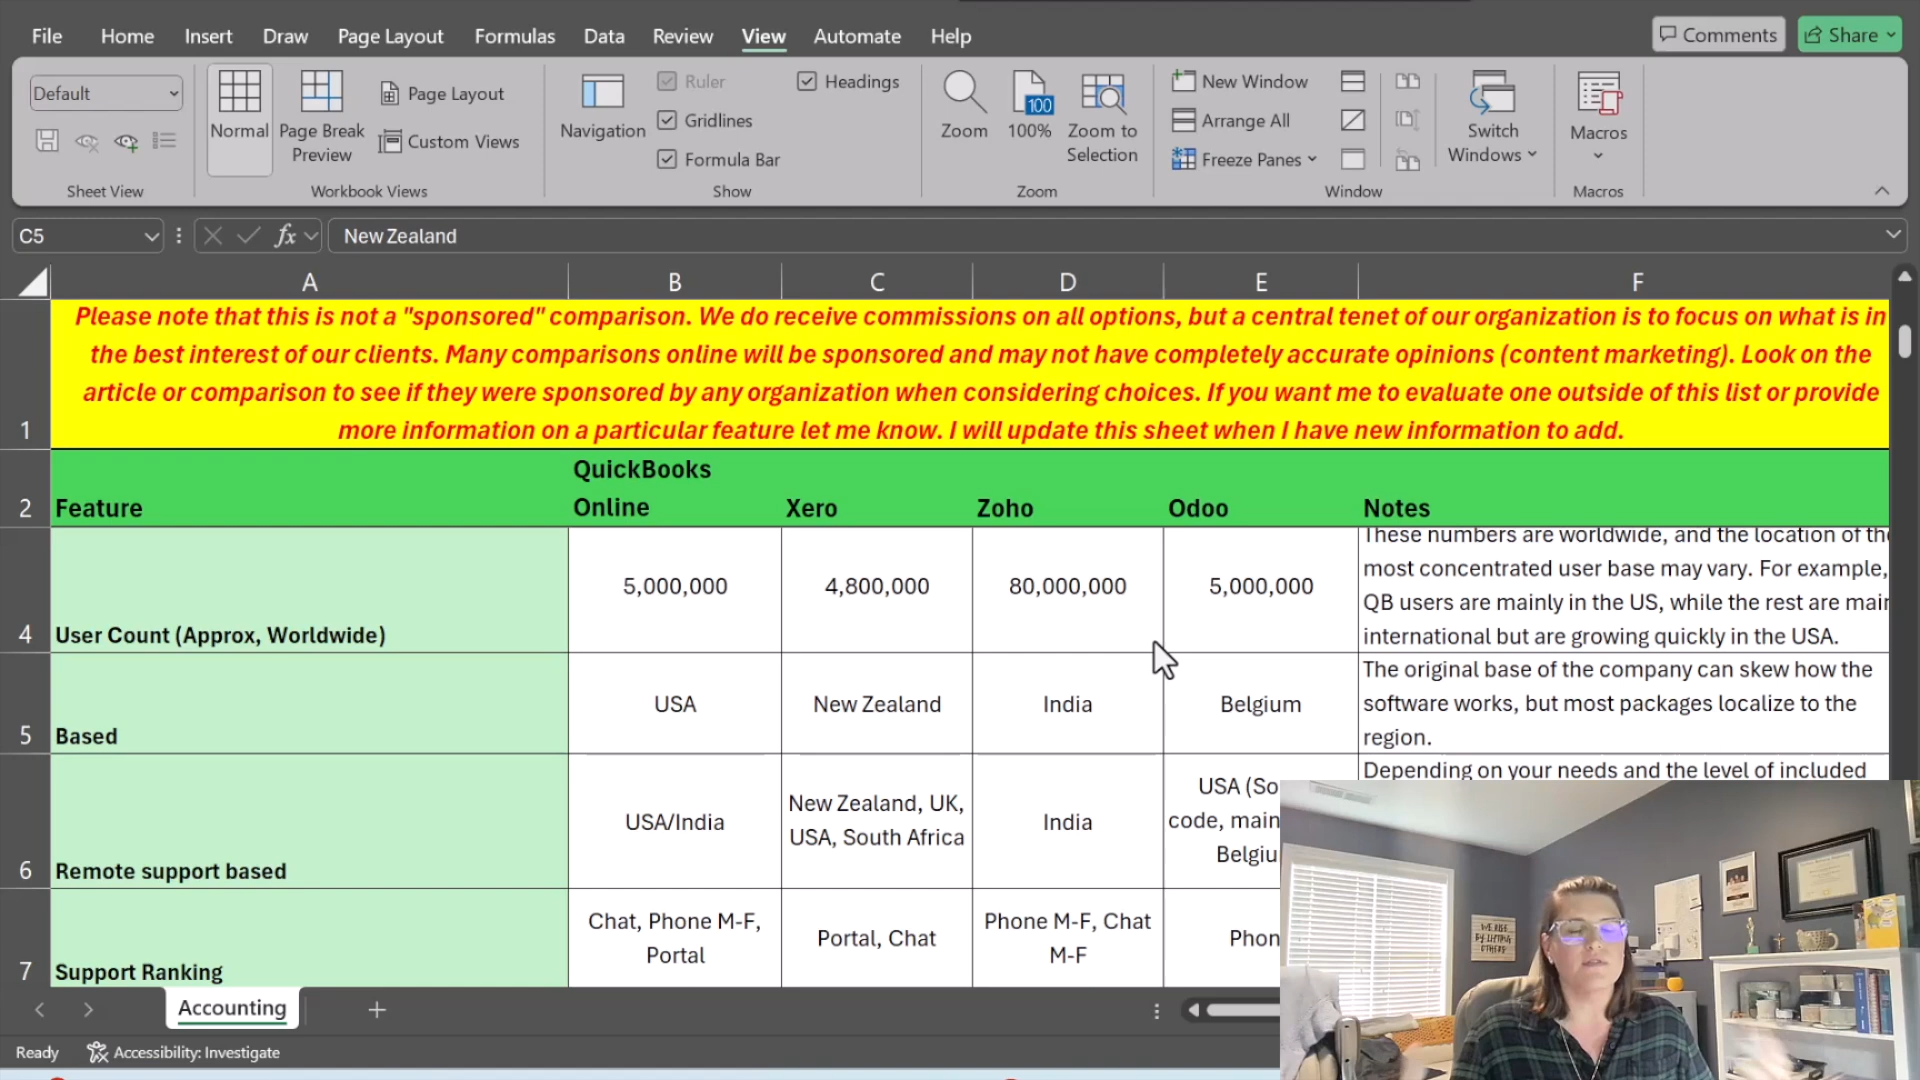 File Home Insert Draw Page Layout Formulas Data Review View Automate Help Comments Share
Default
Normal
Page Break
Preview
Page Layout
Custom Views
Navigation
Ruler
Gridlines
Formula Bar
Headings
Zoom
100
100%
Zoom to
Selection
New Window
Arrange All
Freeze Panes
Switch
Windows
Macros
Sheet View Workbook Views Show Zoom Window Macros
C5 fx New Zealand
A B C D E F
1
Please note that this is not a "sponsored" comparison. We do receive commissions on all options, but a central tenet of our organization is to focus on what is in
the best interest of our clients. Many comparisons online will be sponsored and may not have completely accurate opinions (content marketing). Look on the
article or comparison to see if they were sponsored by any organization when considering choices. If you want me to evaluate one outside of this list or provide
more information on a particular feature let me know. I will update this sheet when I have new information to add.
2 Feature
QuickBooks
Online
Xero
Zoho
Odoo
Notes
4 User Count (Approx, Worldwide)
5,000,000
4,800,000
80,000,000
5,000,000
These numbers are worldwide, and the location of the
most concentrated user base may vary. For example,
QB users are mainly in the US, while the rest are
international but are growing quickly in the USA.
5 Based
USA
New Zealand
India
Belgium
The original base of the company can skew how the
software works, but most packages localize to the
region.
6 Remote support based
USA/India
New Zealand, UK,
USA, South Africa
India
USA
code,
Depending on your needs and the level of included
7 Support Ranking
Chat, Phone M-F,
Portal
Portal, Chat
Phone M-F, Chat
M-F
WE RISE
BY LIFTING
OTHERS
Accounting
Ready Accessibility: Investigate